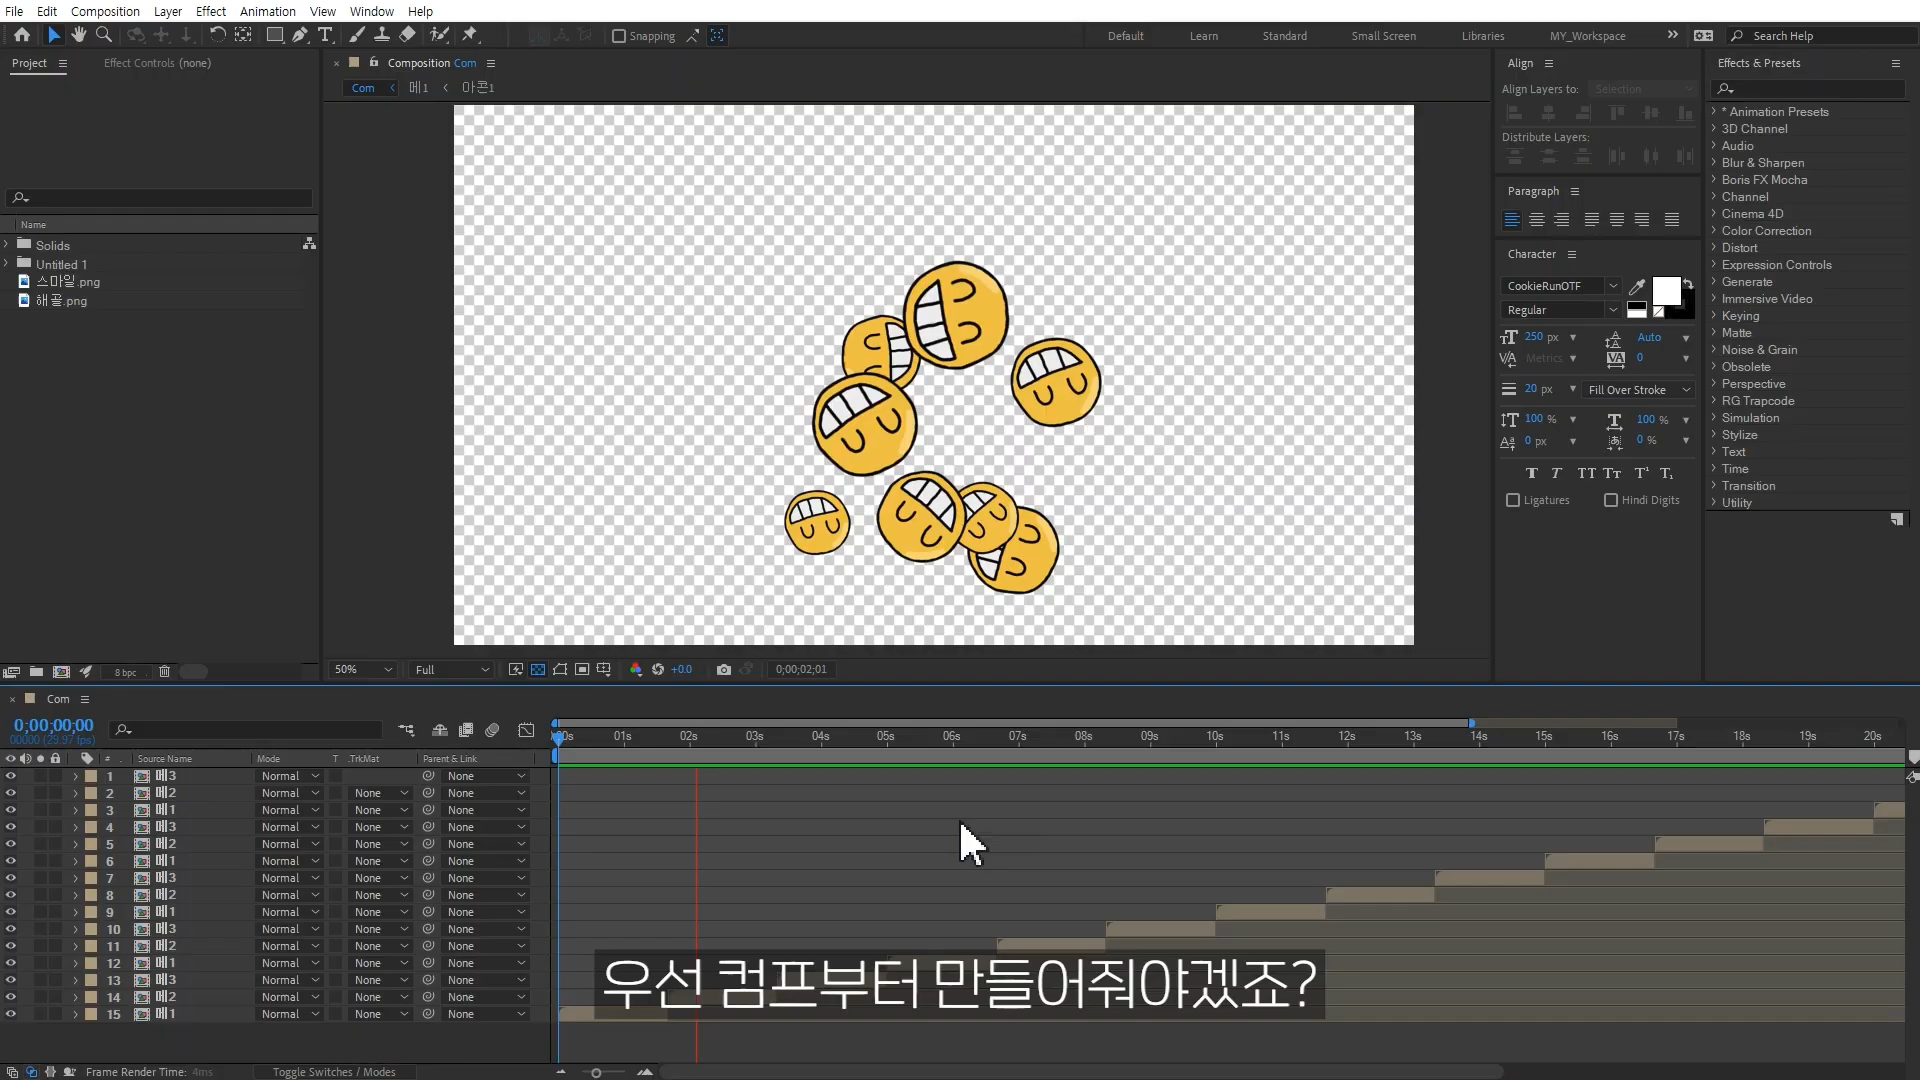 File Edit Composition Layer Effect Animation View Window Help
Snapping
Default Learn Standard Small Screen Libraries MY_Workspace Search Help
Project Effect Controls (none)
Composition Com
Com 메1 아콘1
Name
Solids
Untitled 1
스마일.png
해골.png
8 bpc
50% Full +0.0 0;00;02;01
Align
Align Layers to: Selection
Distribute Layers:
Paragraph
Character
CookieRunOTF
Regular
250 px Auto
Metrics 0
20 px Fill Over Stroke
100 % 100 %
0 px 0 %
Ligatures Hindi Digits
Effects & Presets
* Animation Presets
3D Channel
Audio
Blur & Sharpen
Boris FX Mocha
Channel
Cinema 4D
Color Correction
Distort
Expression Controls
Generate
Immersive Video
Keying
Matte
Noise & Grain
Obsolete
Perspective
RG Trapcode
Simulation
Stylize
Text
Time
Transition
Utility
Com
0;00;00;00
00000 (29.97 fps)
00s 01s 02s 03s 04s 05s 06s 07s 08s 09s 10s 11s 12s 13s 14s 15s 16s 17s 18s 19s 20s
# Source Name Mode T .TrkMat Parent & Link
1 메3 Normal None
2 메2 Normal None None
3 메1 Normal None None
4 메3 Normal None None
5 메2 Normal None None
6 메1 Normal None None
7 메3 Normal None None
8 메2 Normal None None
9 메1 Normal None None
10 메3 Normal None None
11 메2 Normal None None
12 메1 Normal None None
13 메3 Normal None None
14 메2 Normal None None
15 메1 Normal None None
우선 컴프부터 만들어줘야겠죠?
Frame Render Time: 4ms Toggle Switches / Modes